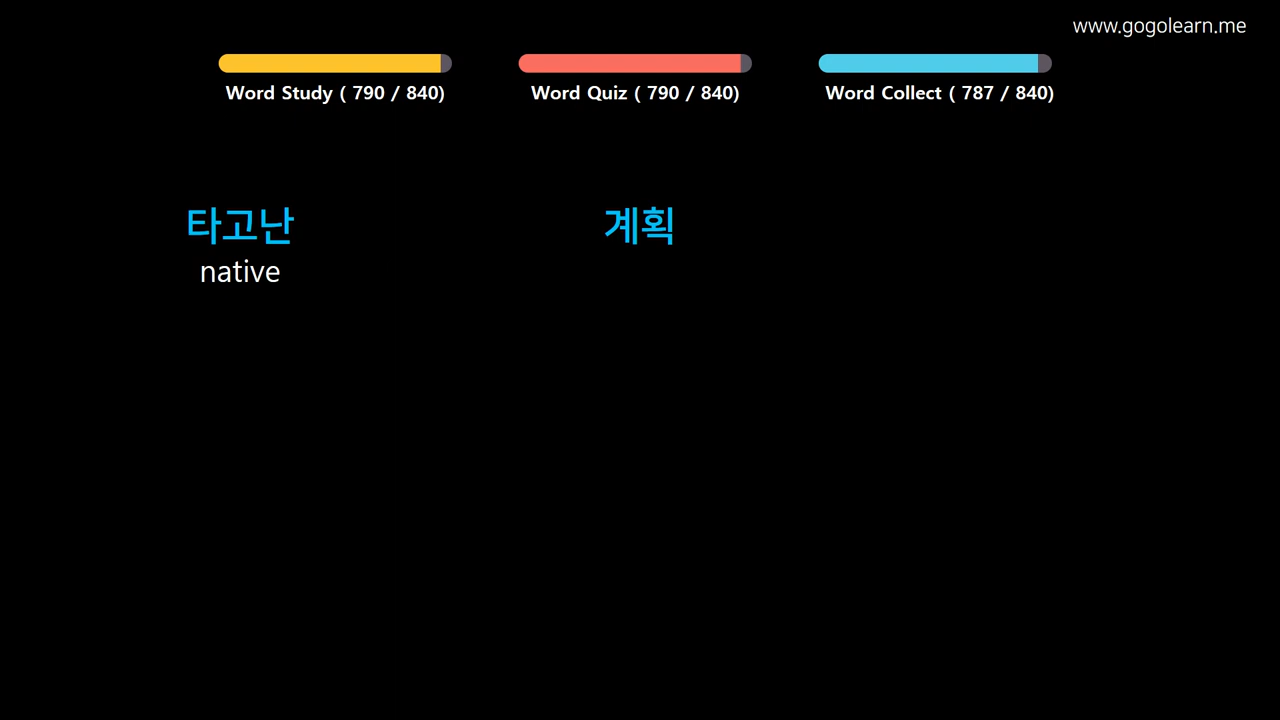 www.gogolearn.me
Word Study ( 790 / 840)
Word Quiz ( 790 / 840)
Word Collect ( 787 / 840)
타고난
계획
native